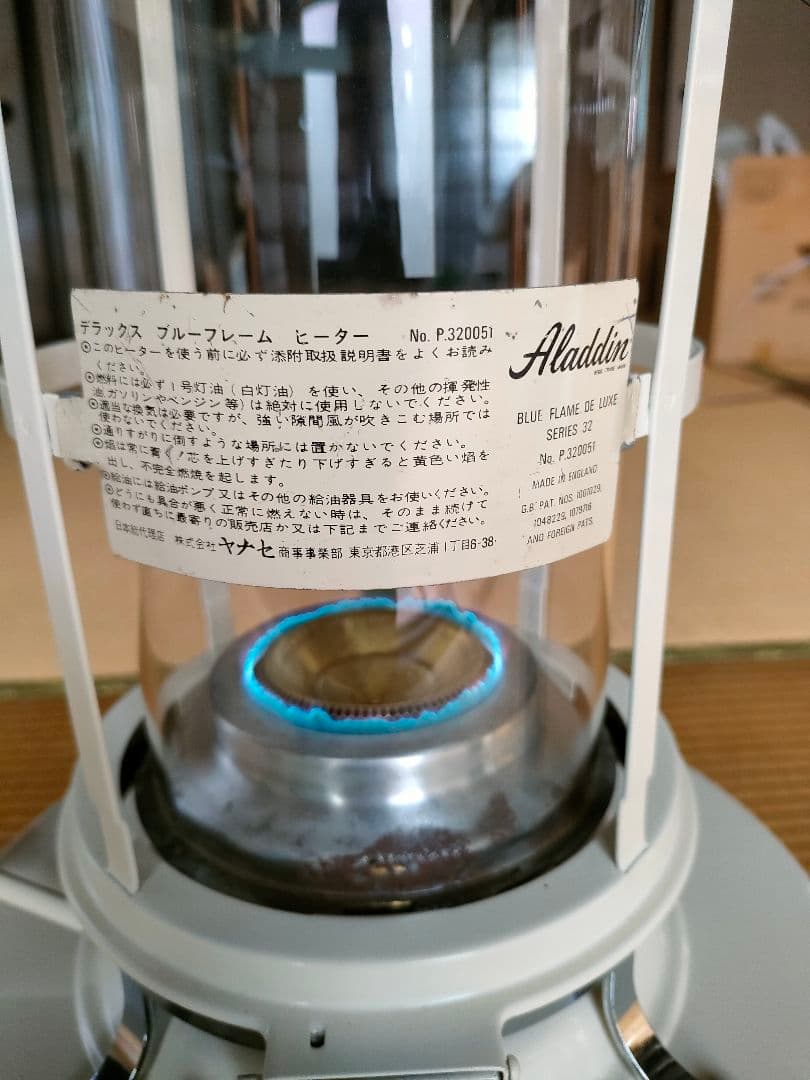 デラックス ブルーフレーム ヒーター No. P.320051
⦿このヒーターを使う前に必ず添附取扱説明書をよくお読み
ください。
⦿燃料には必ず1号灯油(白灯油)を使い、その他の揮発性
油(ガソリンやベンジン等)は絶対に使用しないでください。
⦿適当な換気は必要ですが、強い隙間風が吹きこむ場所では
使わないでください。
⦿通りすがりに倒すような場所には置かないでください。
⦿焰は常に青く!芯を上げすぎたり下げすぎると黄色い焰を
出し、不完全燃焼を起します。
⦿給油には給油ポンプ又はその他の給油器具をお使いください。
⦿どうにも具合が悪く正常に燃えない時は、そのまま続けて
使わず直ちに最寄りの販売店か又は下記までご連絡ください。
日本総代理店 株式会社ヤナセ商事事業部 東京都港区芝浦1丁目6-38
Aladdin
BLUE FLAME DE LUXE
SERIES 32
No. P.320051
MADE IN ENGLAND
G.B. PAT. NOS. 1001029,
1048229, 1079716
AND FOREIGN PATS.